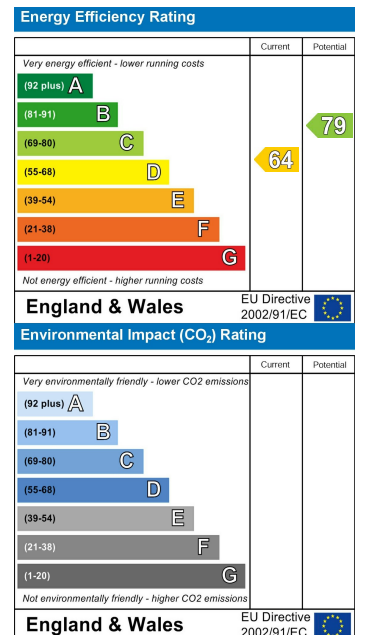 Energy Efficiency Rating
Current Potential
Very energy efficient - lower running costs
(92 plus) A
(81-91) B
(69-80) C
(55-68) D
(39-54) E
(21-38) F
(1-20) G
79
64
Not energy efficient - higher running costs
England & Wales
EU Directive
2002/91/EC
Environmental Impact (CO₂) Rating
Current Potential
Very environmentally friendly - lower CO2 emissions
(92 plus) A
(81-91) B
(69-80) C
(55-68) D
(39-54) E
(21-38) F
(1-20) G
Not environmentally friendly - higher CO2 emissions
England & Wales
EU Directive
2002/91/EC